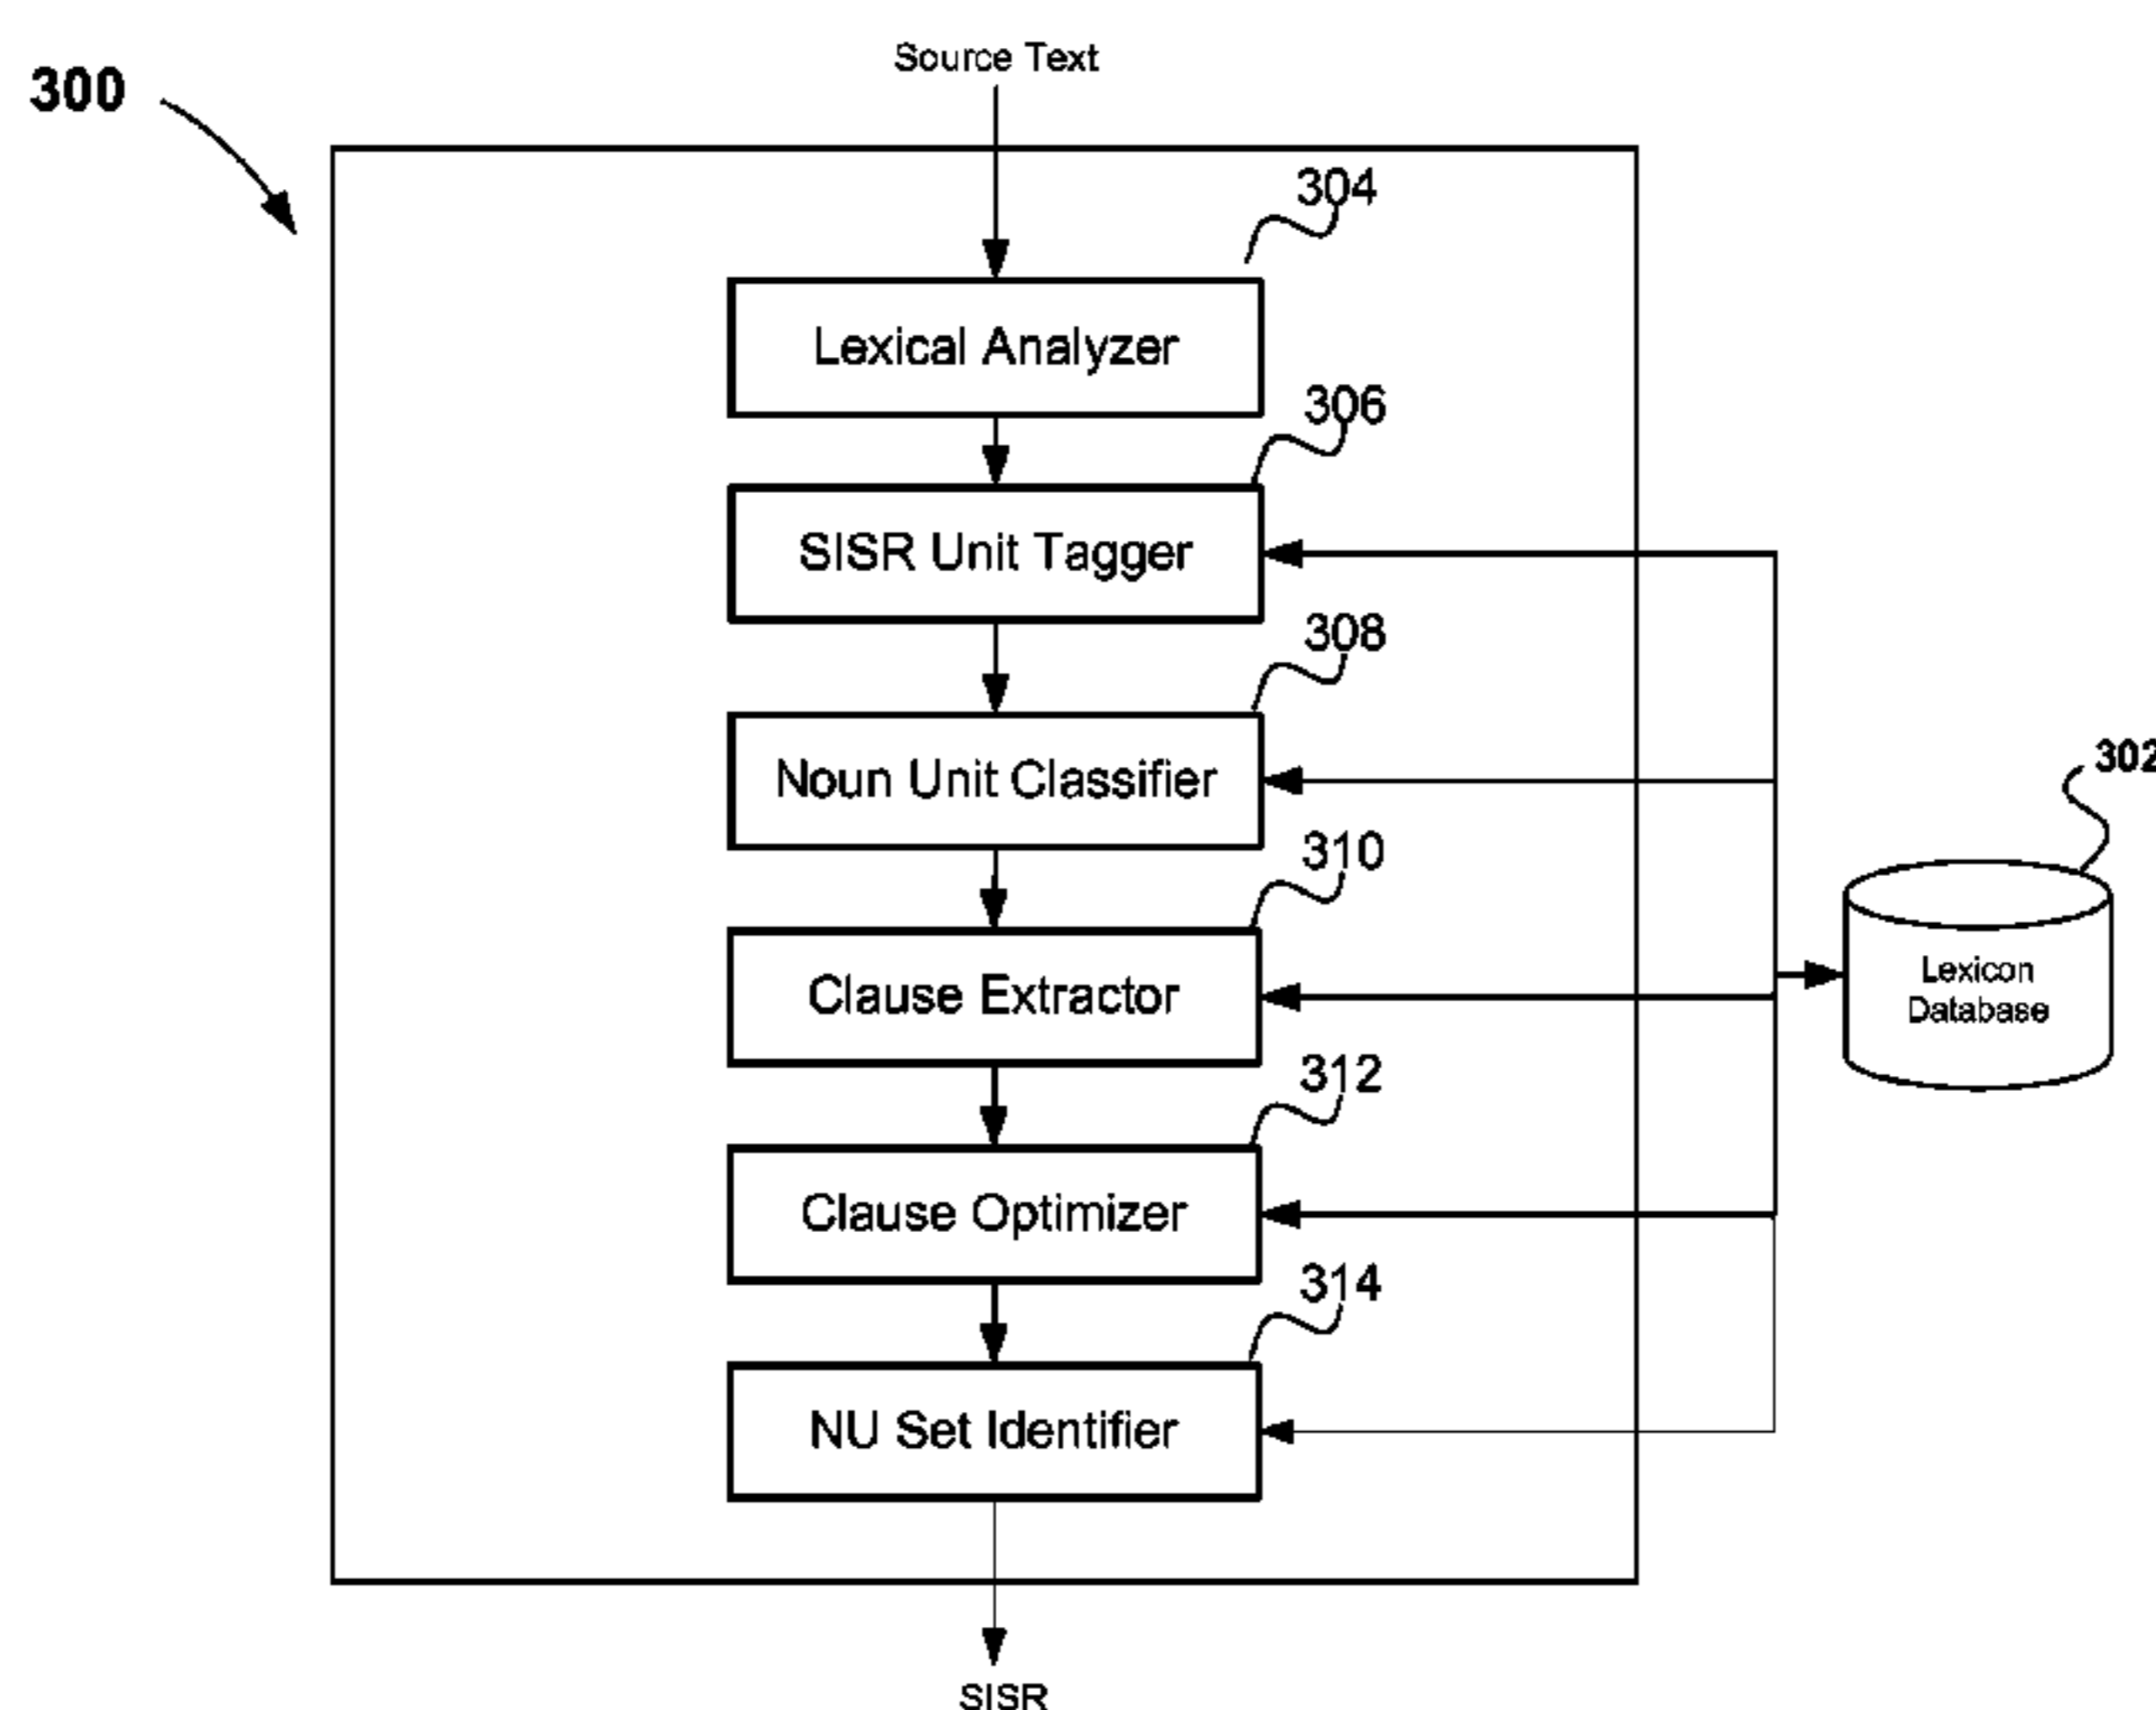 Source Text
300
304
Lexical Analyzer
306
SISR Unit Tagger
308
Noun Unit Classifier
302
310
Clause Extractor
Lexicon
Database
312
Clause Optimizer
314
NU Set Identifier
SISR